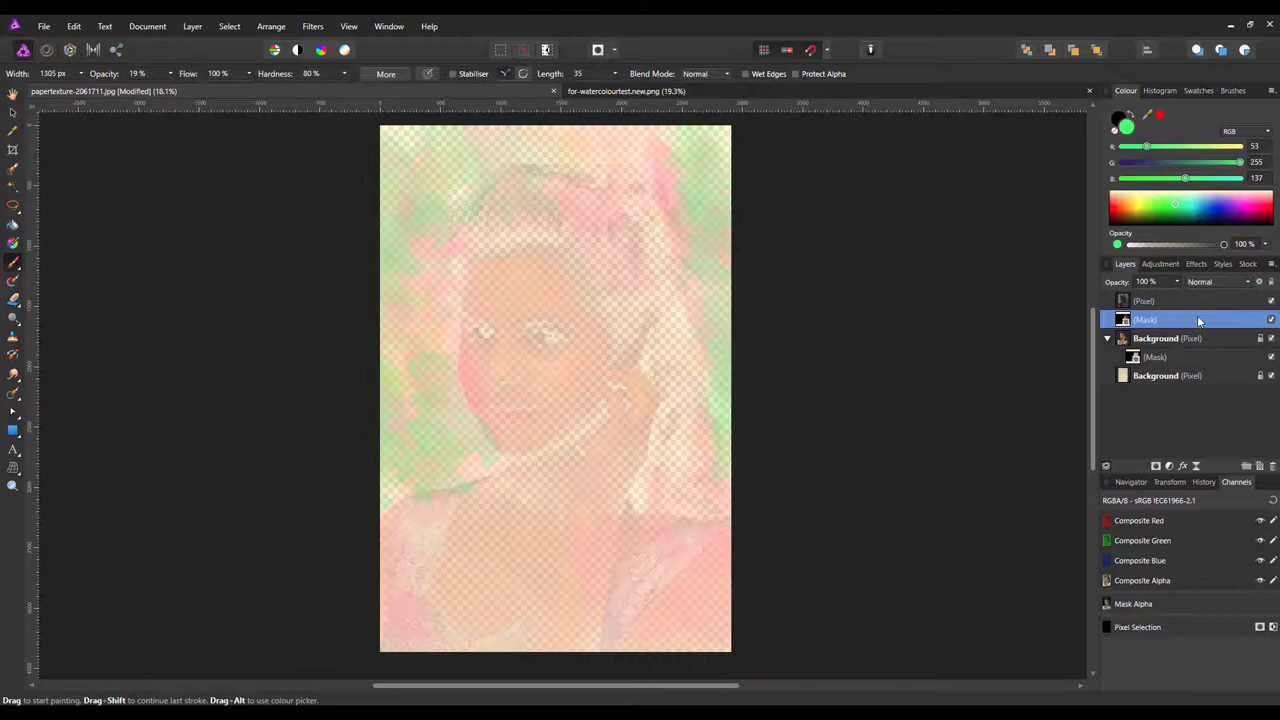 File Edit Text Document Layer Select Arrange Filters View Window Help
Width: 1305 px Opacity: 19 % Flow: 100 % Hardness: 80 % More Stabiliser Length: 35 Blend Mode: Normal Wet Edges Protect Alpha
papertexture-2061711.jpg [Modified] (18.1%) for-watercolourtest.new.png (19.3%)
Colour Histogram Swatches Brushes
RGB
R: 53
G: 255
B: 137
Opacity
100 %
Layers Adjustment Effects Styles Stock
Opacity: 100 % Normal
(Pixel)
(Mask)
Background (Pixel)
(Mask)
Background (Pixel)
Navigator Transform History Channels
RGBA/8 - sRGB IEC61966-2.1
Composite Red
Composite Green
Composite Blue
Composite Alpha
Mask Alpha
Pixel Selection
Drag to start painting. Drag+Shift to continue last stroke. Drag+Alt to use colour picker.